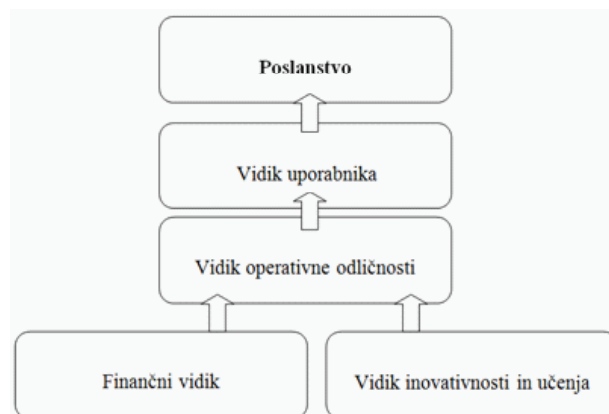 Poslanstvo
Vidik uporabnika
Vidik operativne odličnosti
Finančni vidik
Vidik inovativnosti in učenja